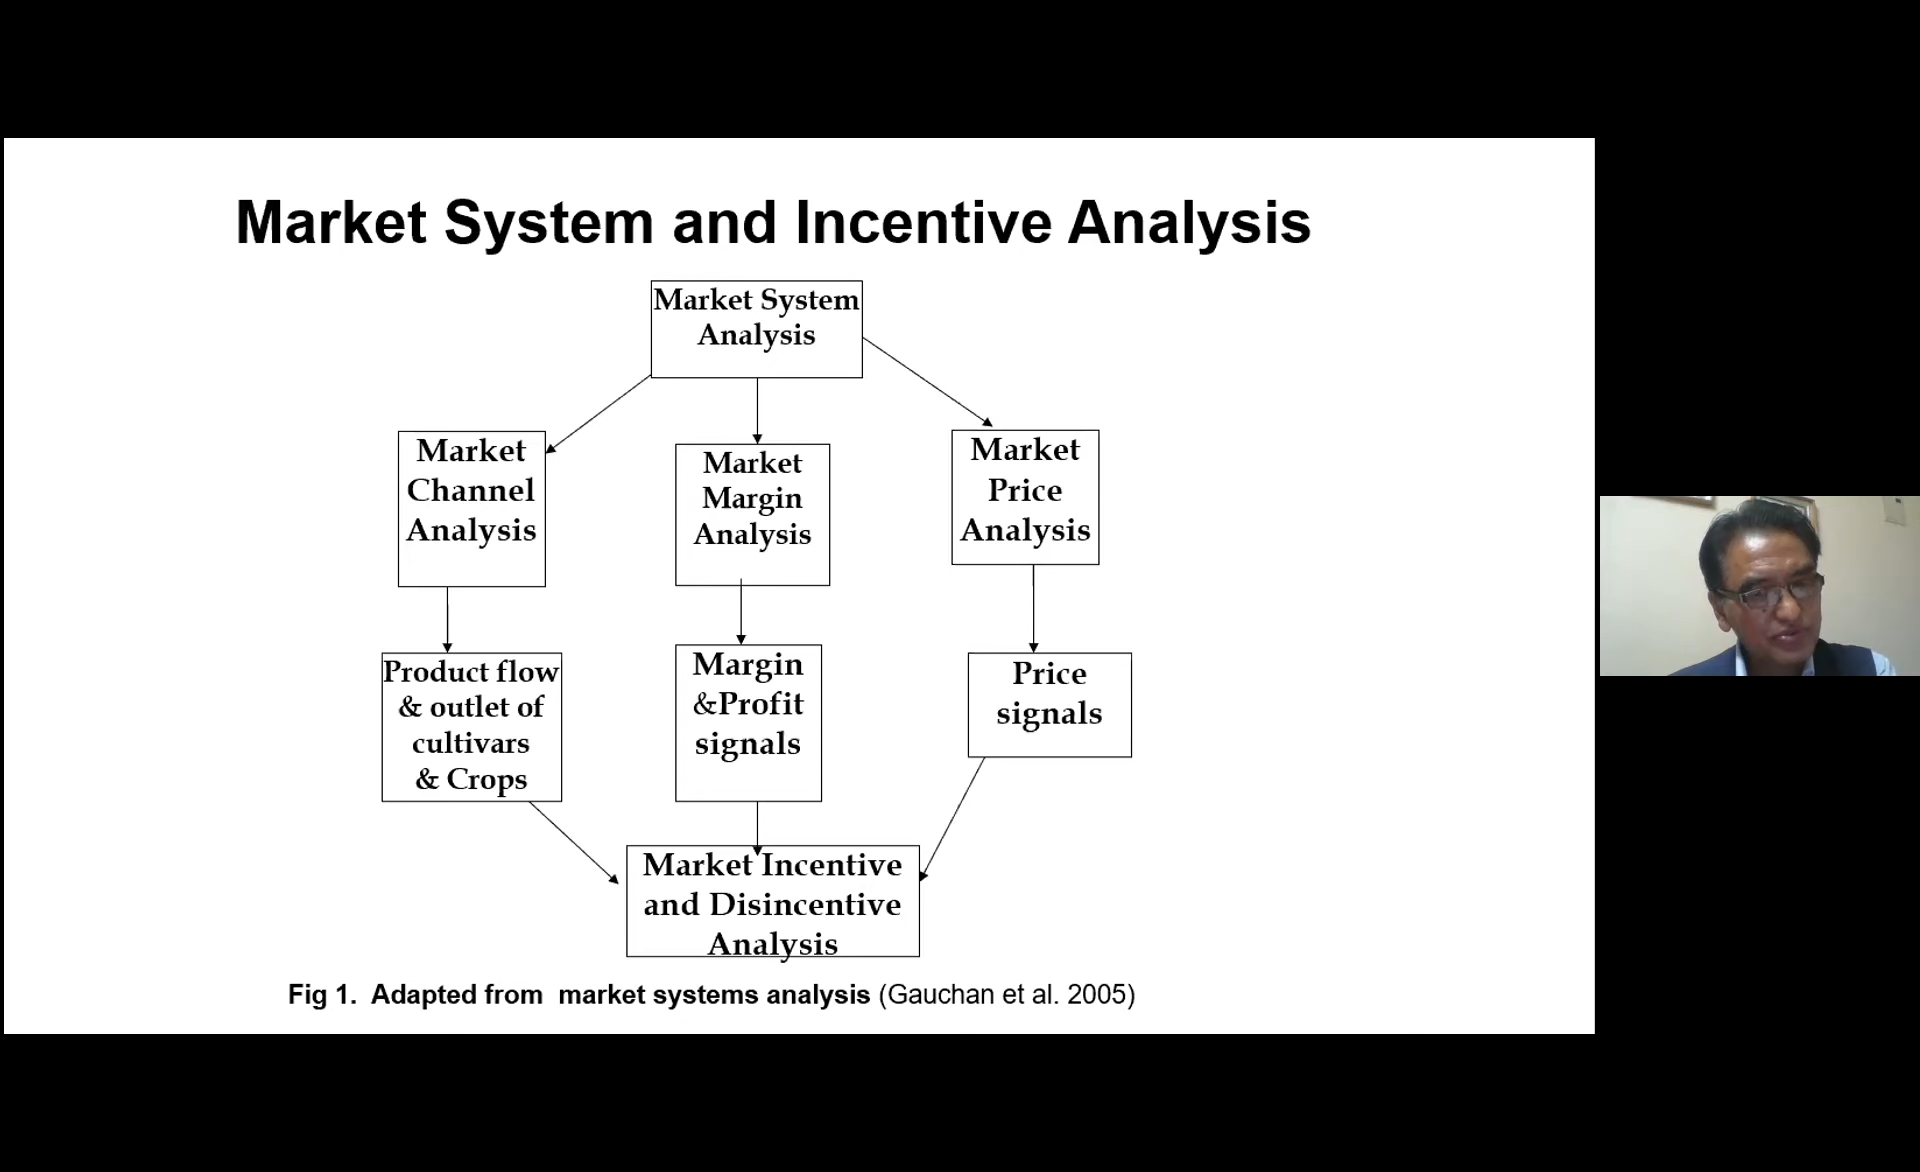 Market System and Incentive Analysis
Market System
Analysis
Market
Channel
Analysis
Market
Margin
Analysis
Market
Price
Analysis
Product flow
& outlet of
cultivars
& Crops
Margin
&Profit
signals
Price
signals
Market Incentive
and Disincentive
Analysis
Fig 1.  Adapted from  market systems analysis (Gauchan et al. 2005)